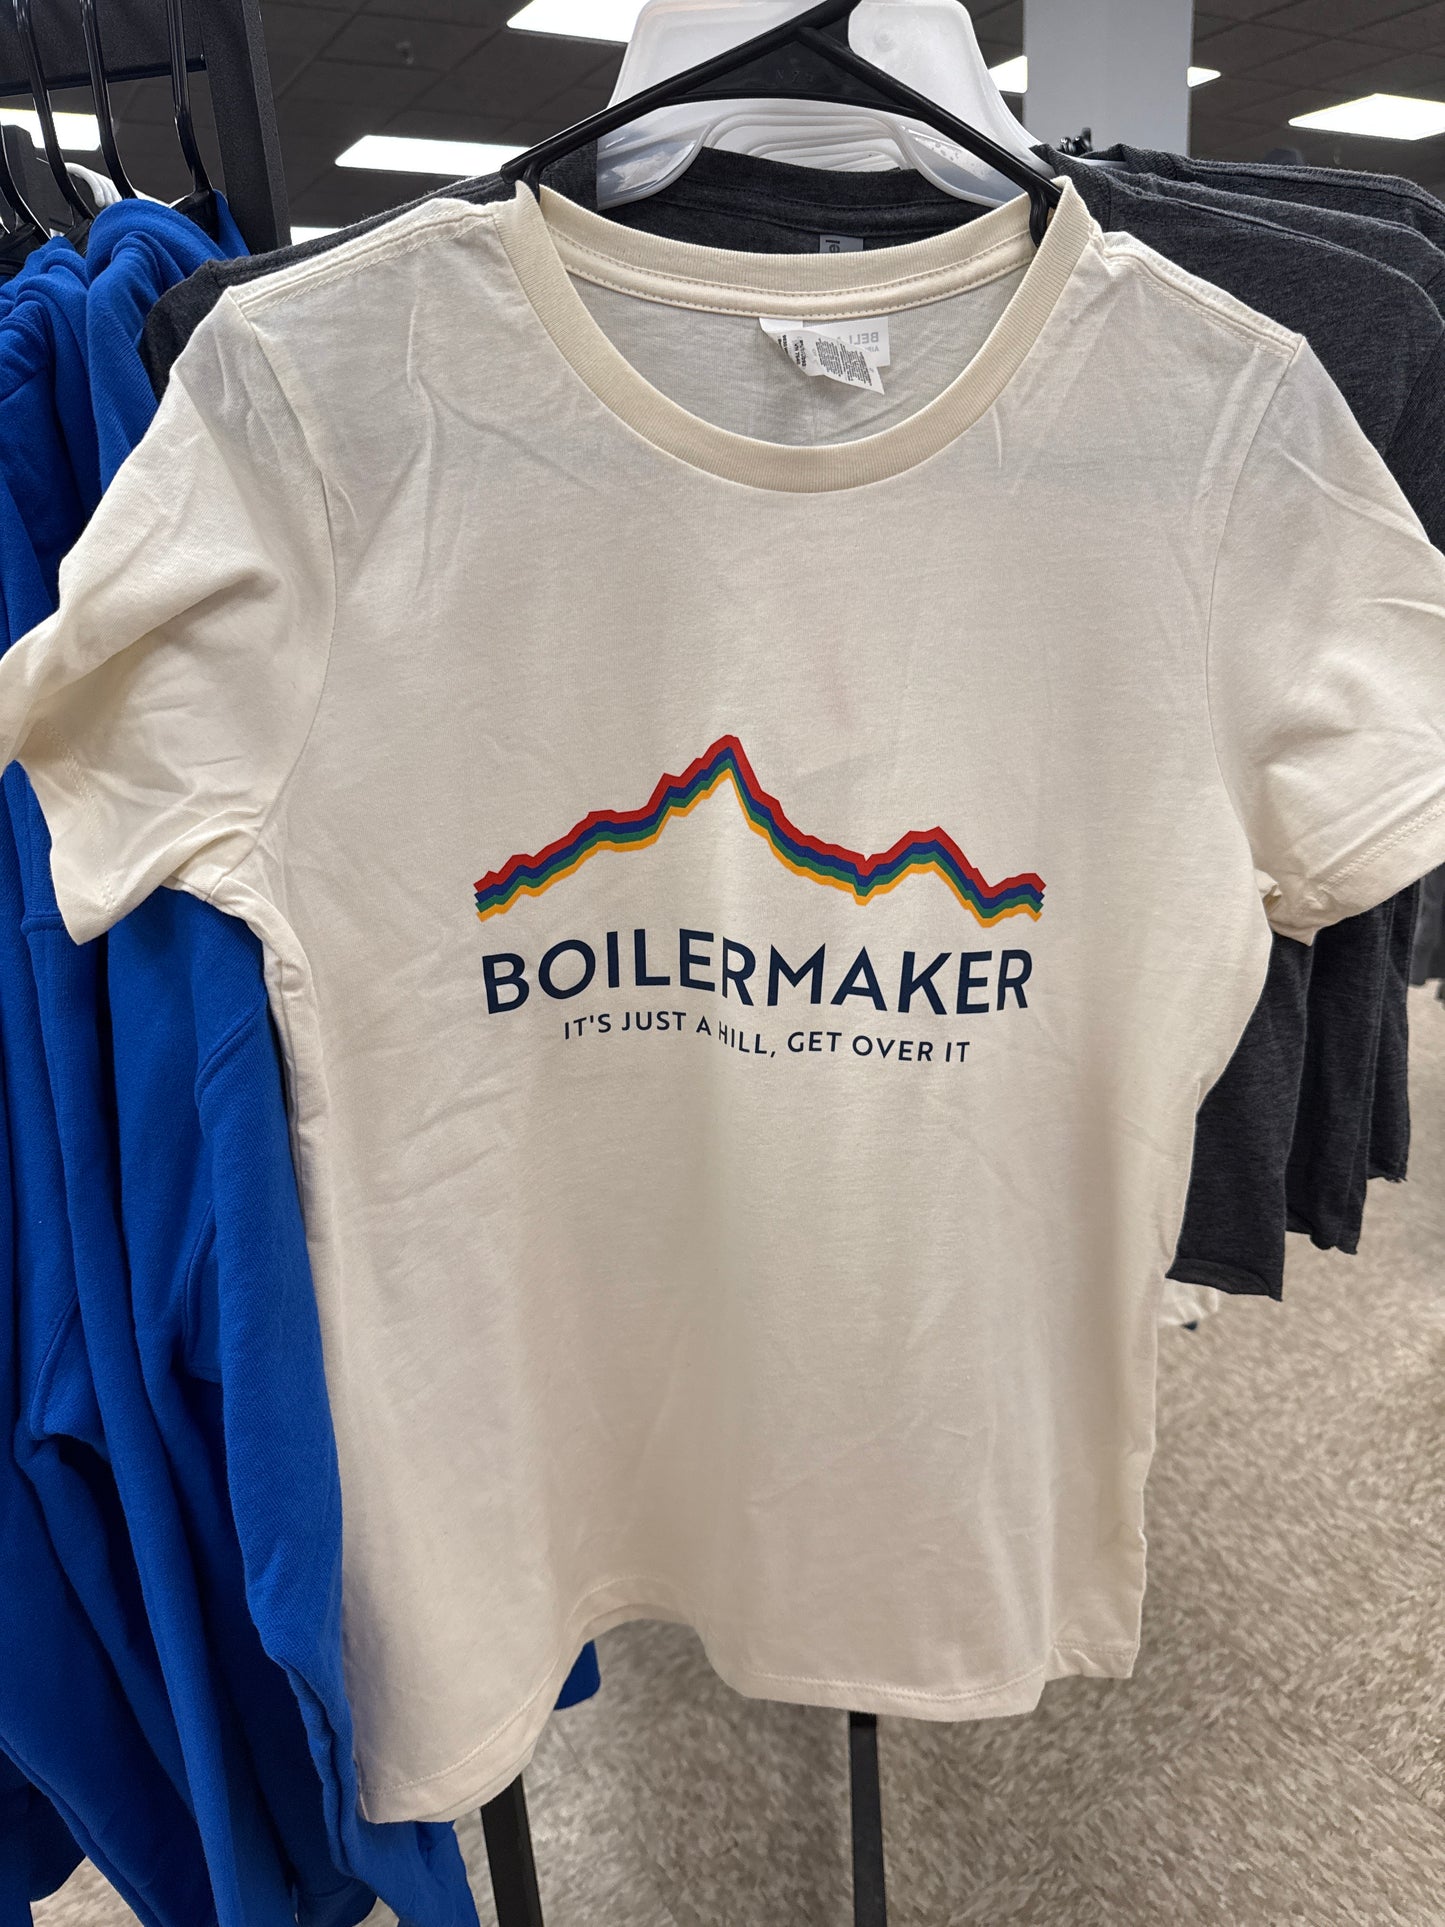 BOILERMAKER
IT'S JUST A HILL, GET OVER IT